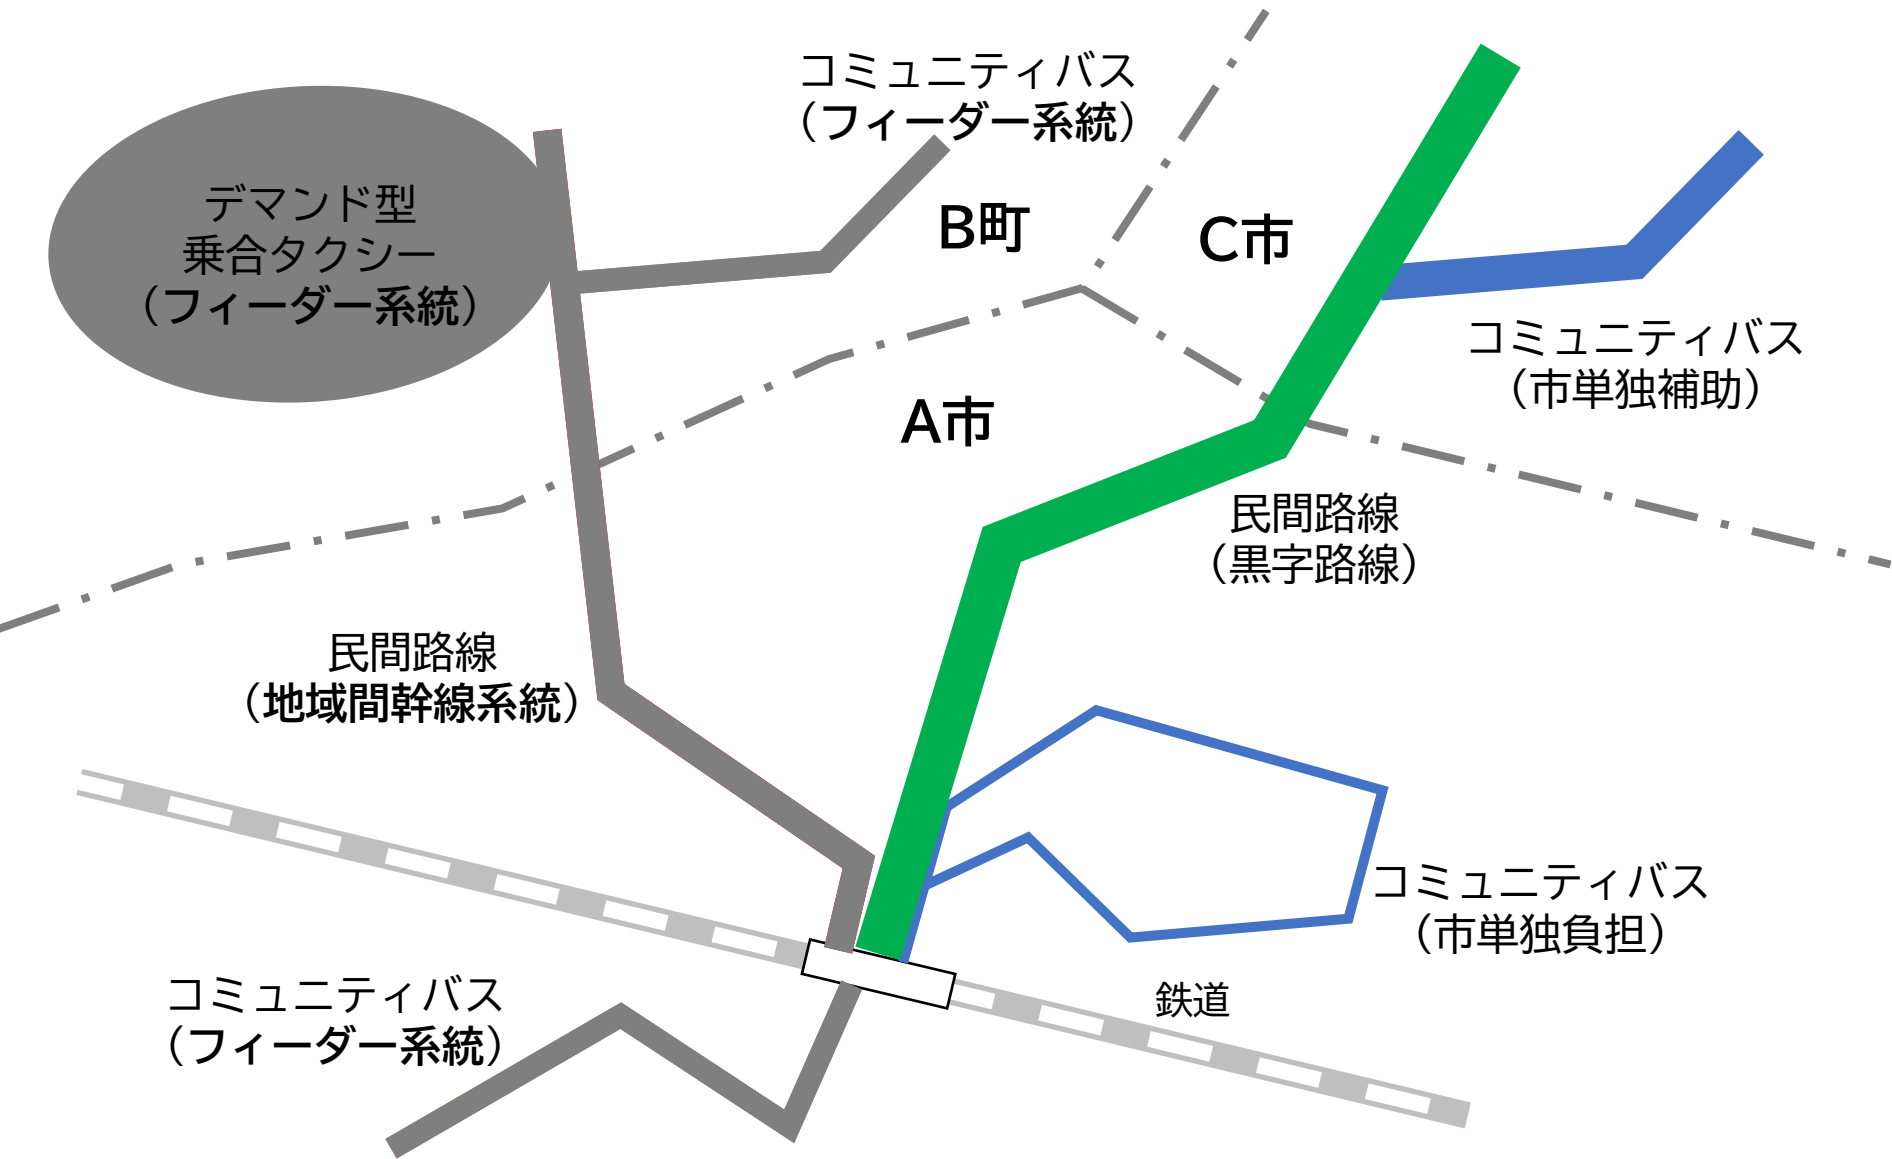 コミュニティバス
（フィーダー系統）
デマンド型
乗合タクシー
（フィーダー系統）
B町
C市
コミュニティバス
（市単独補助）
A市
民間路線
（黒字路線）
民間路線
（地域間幹線系統）
コミュニティバス
（市単独負担）
鉄道
コミュニティバス
（フィーダー系統）